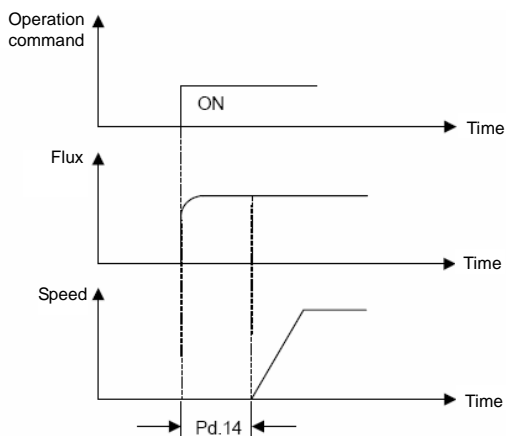 Operation
command
ON
Time
Flux
Time
Speed
Time
Pd.14